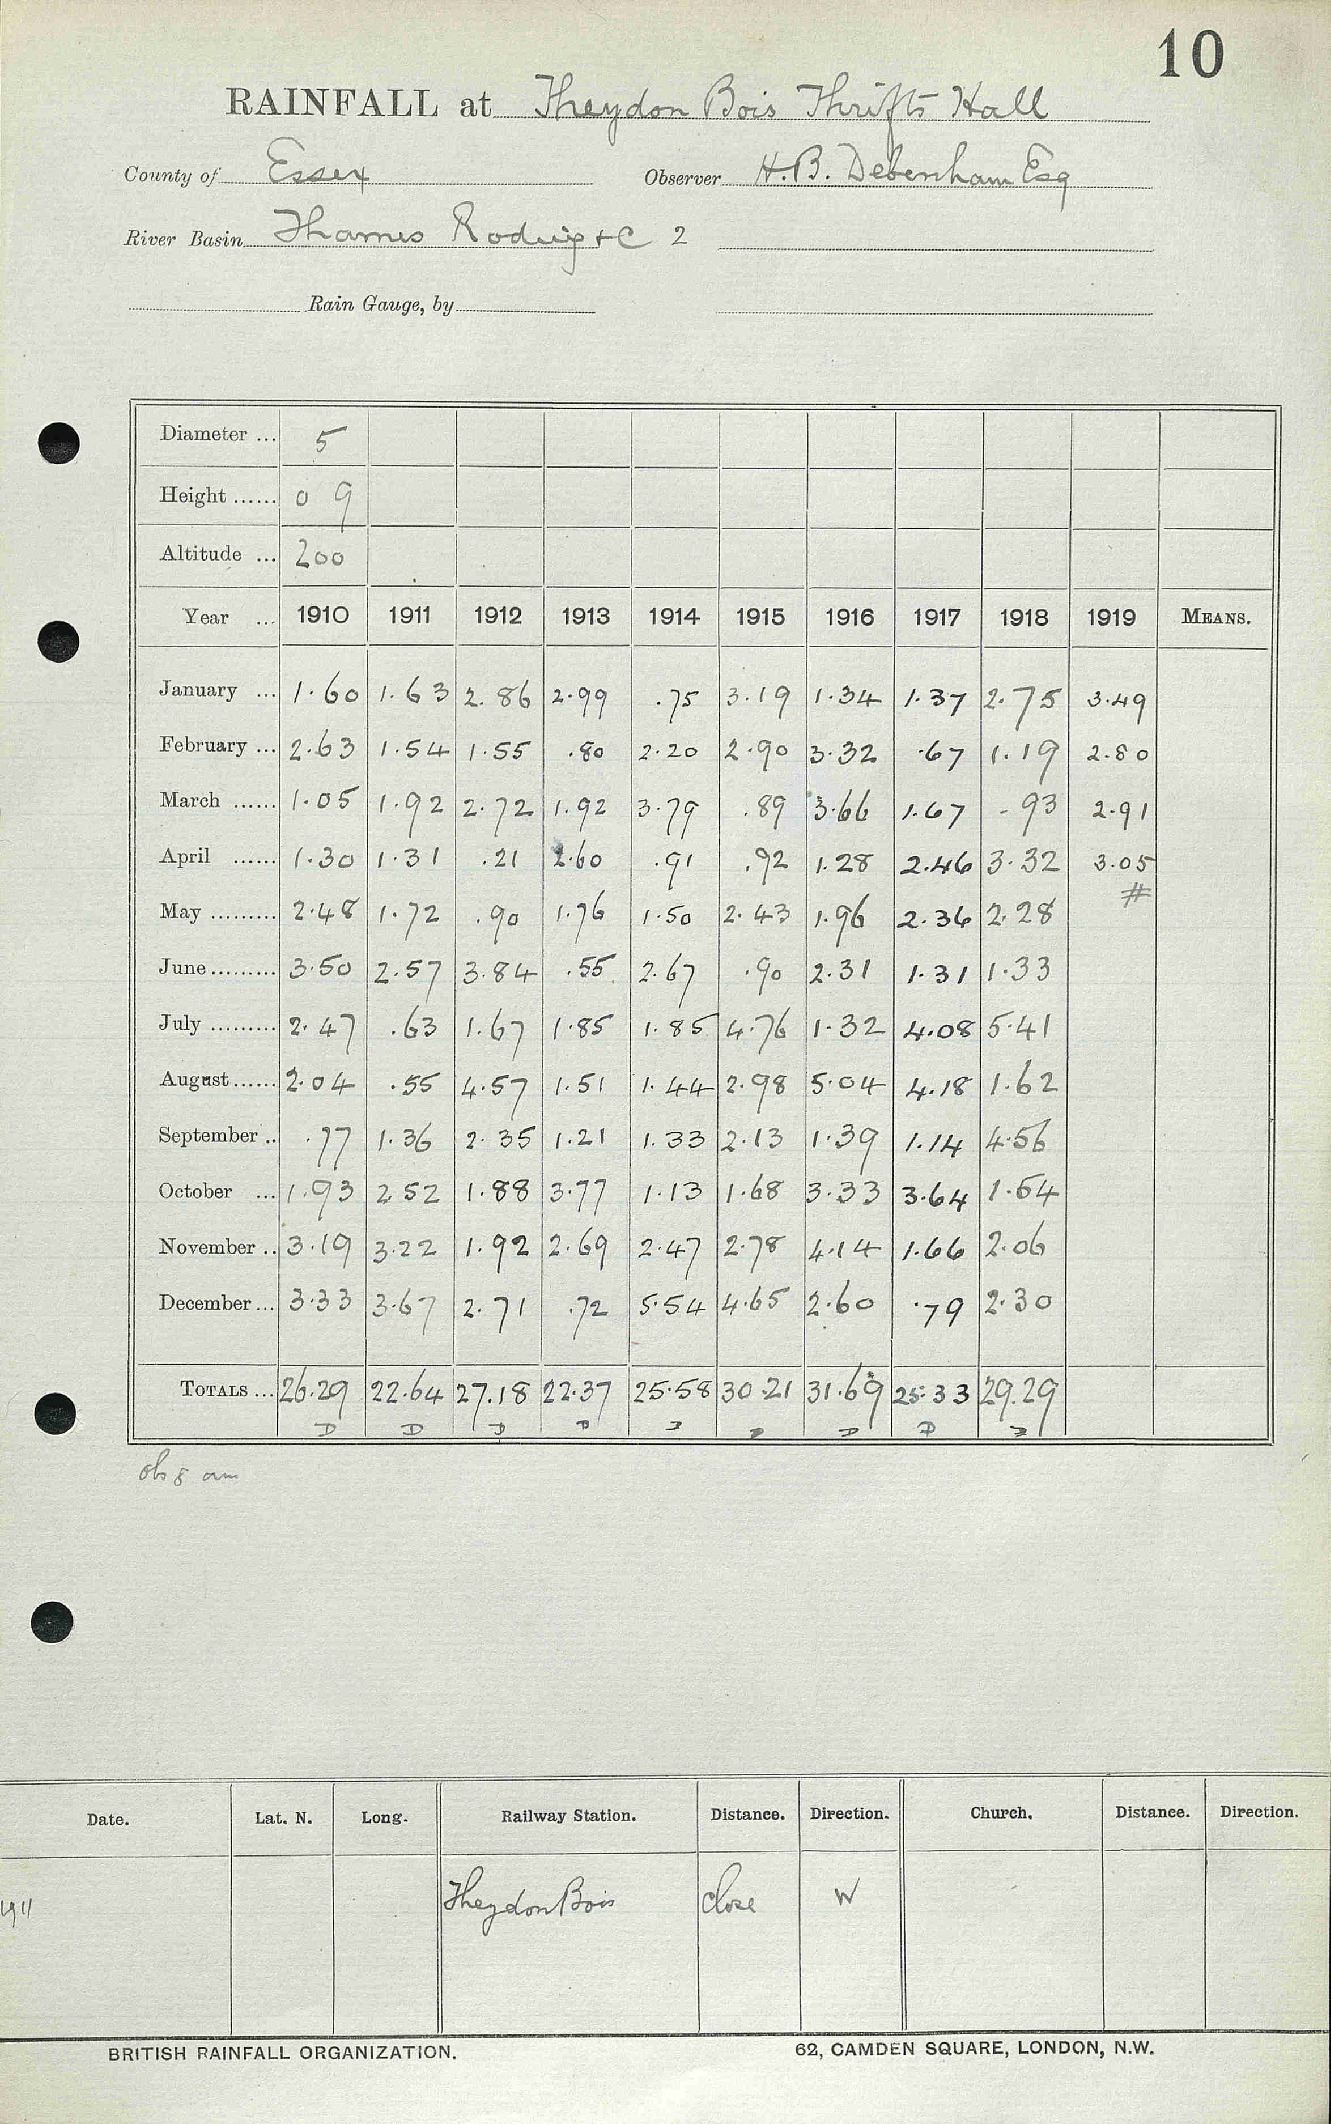 10
RAINFALL at Theydon Bois Thrifts Hall
County of Essex Observer H.B. Debenham Esq
River Basin Thames Roding &C 2
Rain Gauge, by
Diameter ... 5
Height ...... 0 9
Altitude ... 200
Year ... 1910 1911 1912 1913 1914 1915 1916 1917 1918 1919 MEANS.
January ... 1.60 1.63 2.86 2.99 .75 3.19 1.34 1.37 2.75 3.49
February ... 2.63 1.54 1.55 .80 2.20 2.90 3.32 .67 1.19 2.80
March ...... 1.05 1.92 2.72 1.92 3.79 .89 3.66 1.67 .93 2.91
April ...... 1.30 1.31 .21 2.60 .91 .92 1.28 2.46 3.32 3.05
#
May ......... 2.48 1.72 .90 1.76 1.50 2.43 1.96 2.36 2.28
June ......... 3.50 2.57 3.84 .55 2.67 .90 2.31 1.31 1.33
July ......... 2.47 .63 1.67 1.85 1.85 4.76 1.32 4.08 5.41
August ...... 2.04 .55 4.57 1.51 1.44 2.98 5.04 4.18 1.62
September .. .77 1.36 2.35 1.21 1.33 2.13 1.39 1.14 4.56
October ... 1.93 2.52 1.88 3.77 1.13 1.68 3.33 3.64 1.54
November .. 3.19 3.22 1.92 2.69 2.47 2.78 4.14 1.66 2.06
December ... 3.33 3.67 2.71 .72 5.54 4.65 2.60 .79 2.30
TOTALS ... 26.29 22.64 27.18 22.37 25.58 30.21 31.69 25.33 29.29
D D D D D D D D D
obs 8 am
Date. Lat. N. Long. Railway Station. Distance. Direction. Church. Distance. Direction.
1911 Theydon Bois close W
BRITISH RAINFALL ORGANIZATION. 62, CAMDEN SQUARE, LONDON, N.W.